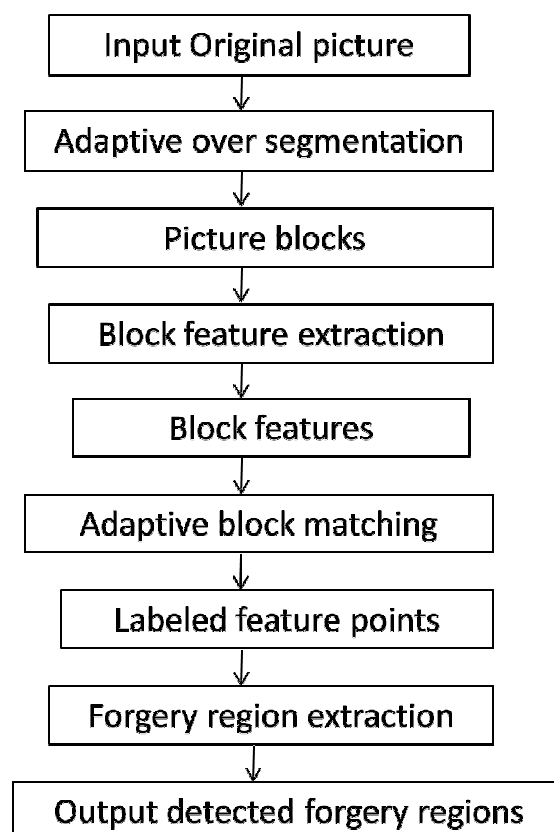 Input Original picture
Adaptive over segmentation
Picture blocks
Block feature extraction
Block features
Adaptive block matching
Labeled feature points
Forgery region extraction
Output detected forgery regions